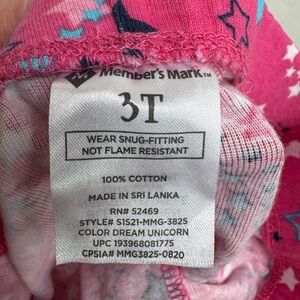 Member's Mark™
3T
WEAR SNUG-FITTING
NOT FLAME RESISTANT
100% COTTON
MADE IN SRI LANKA
RN# 52469
STYLE# S1S21-MMG-3825
COLOR DREAM UNICORN
UPC 193968081775
CPSIA# MMG3825-0820